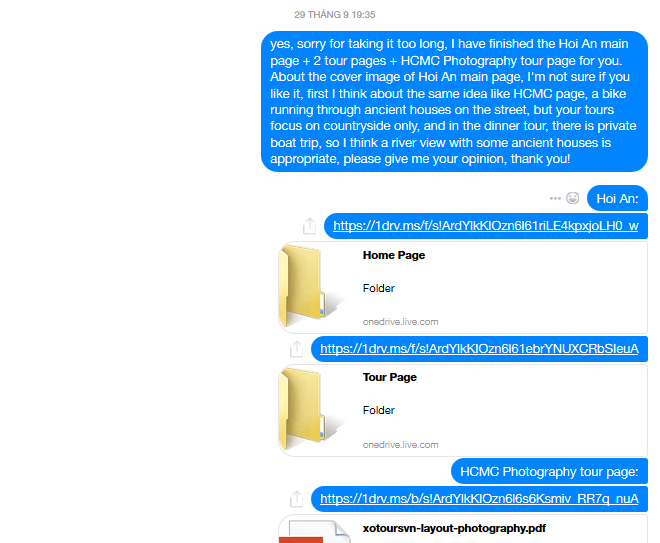 29 THÁNG 9 19:35
yes, sorry for taking it too long, I have finished the Hoi An main
page + 2 tour pages + HCMC Photography tour page for you.
About the cover image of Hoi An main page, I'm not sure if you
like it, first I think about the same idea like HCMC page, a bike
running through ancient houses on the street, but your tours
focus on countryside only, and in the dinner tour, there is private
boat trip, so I think a river view with some ancient houses is
appropriate, please give me your opinion, thank you!
Hoi An:
https://1drv.ms/f/s!ArdYlkKIOzn6l61riLE4kpxjoLH0_w
Home Page
Folder
onedrive.live.com
https://1drv.ms/f/s!ArdYlkKIOzn6l61ebrYNUXCRbSIeuA
Tour Page
Folder
onedrive.live.com
HCMC Photography tour page:
https://1drv.ms/b/s!ArdYlkKIOzn6l6s6Ksmiv_RR7q_nuA
xotoursvn-layout-photography.pdf